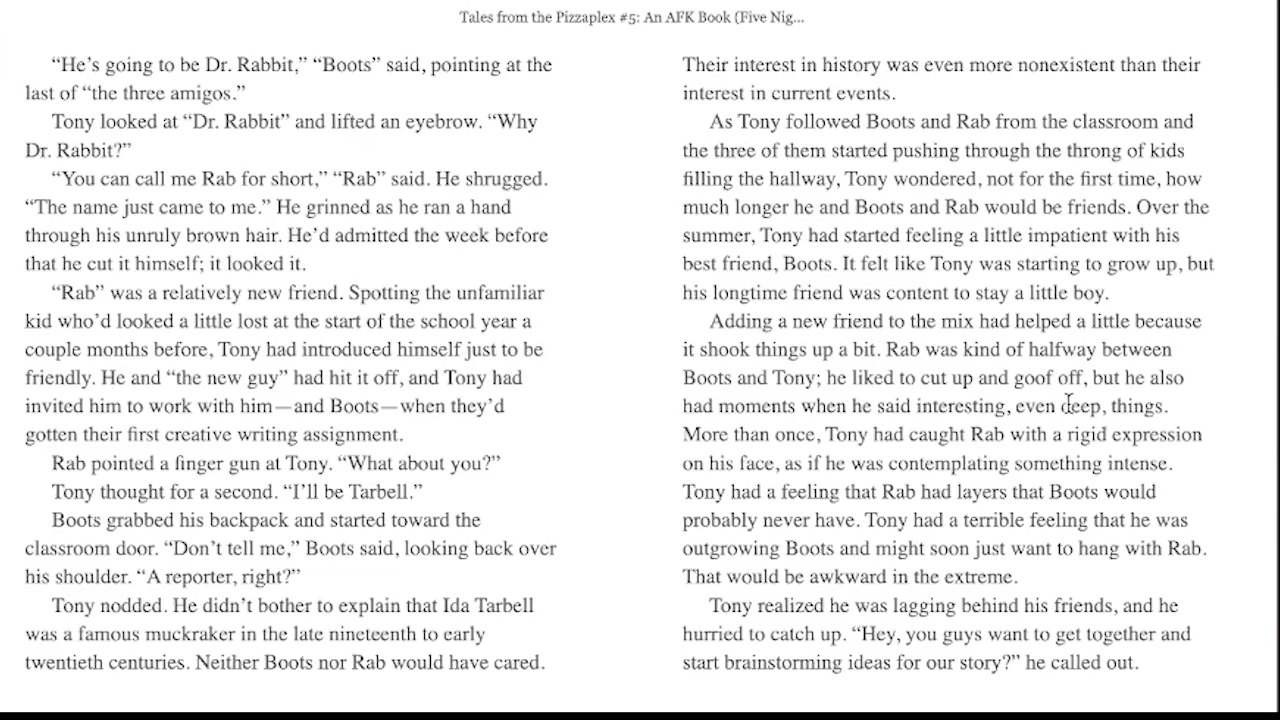 Tales from the Pizzaplex #5: An AFK Book (Five Nig...
“He’s going to be Dr. Rabbit,” “Boots” said, pointing at the
last of “the three amigos.”
Tony looked at “Dr. Rabbit” and lifted an eyebrow. “Why
Dr. Rabbit?”
“You can call me Rab for short,” “Rab” said. He shrugged.
“The name just came to me.” He grinned as he ran a hand
through his unruly brown hair. He’d admitted the week before
that he cut it himself; it looked it.
“Rab” was a relatively new friend. Spotting the unfamiliar
kid who’d looked a little lost at the start of the school year a
couple months before, Tony had introduced himself just to be
friendly. He and “the new guy” had hit it off, and Tony had
invited him to work with him—and Boots—when they’d
gotten their first creative writing assignment.
Rab pointed a finger gun at Tony. “What about you?”
Tony thought for a second. “I’ll be Tarbell.”
Boots grabbed his backpack and started toward the
classroom door. “Don’t tell me,” Boots said, looking back over
his shoulder. “A reporter, right?”
Tony nodded. He didn’t bother to explain that Ida Tarbell
was a famous muckraker in the late nineteenth to early
twentieth centuries. Neither Boots nor Rab would have cared.
Their interest in history was even more nonexistent than their
interest in current events.
As Tony followed Boots and Rab from the classroom and
the three of them started pushing through the throng of kids
filling the hallway, Tony wondered, not for the first time, how
much longer he and Boots and Rab would be friends. Over the
summer, Tony had started feeling a little impatient with his
best friend, Boots. It felt like Tony was starting to grow up, but
his longtime friend was content to stay a little boy.
Adding a new friend to the mix had helped a little because
it shook things up a bit. Rab was kind of halfway between
Boots and Tony; he liked to cut up and goof off, but he also
had moments when he said interesting, even deep, things.
More than once, Tony had caught Rab with a rigid expression
on his face, as if he was contemplating something intense.
Tony had a feeling that Rab had layers that Boots would
probably never have. Tony had a terrible feeling that he was
outgrowing Boots and might soon just want to hang with Rab.
That would be awkward in the extreme.
Tony realized he was lagging behind his friends, and he
hurried to catch up. “Hey, you guys want to get together and
start brainstorming ideas for our story?” he called out.